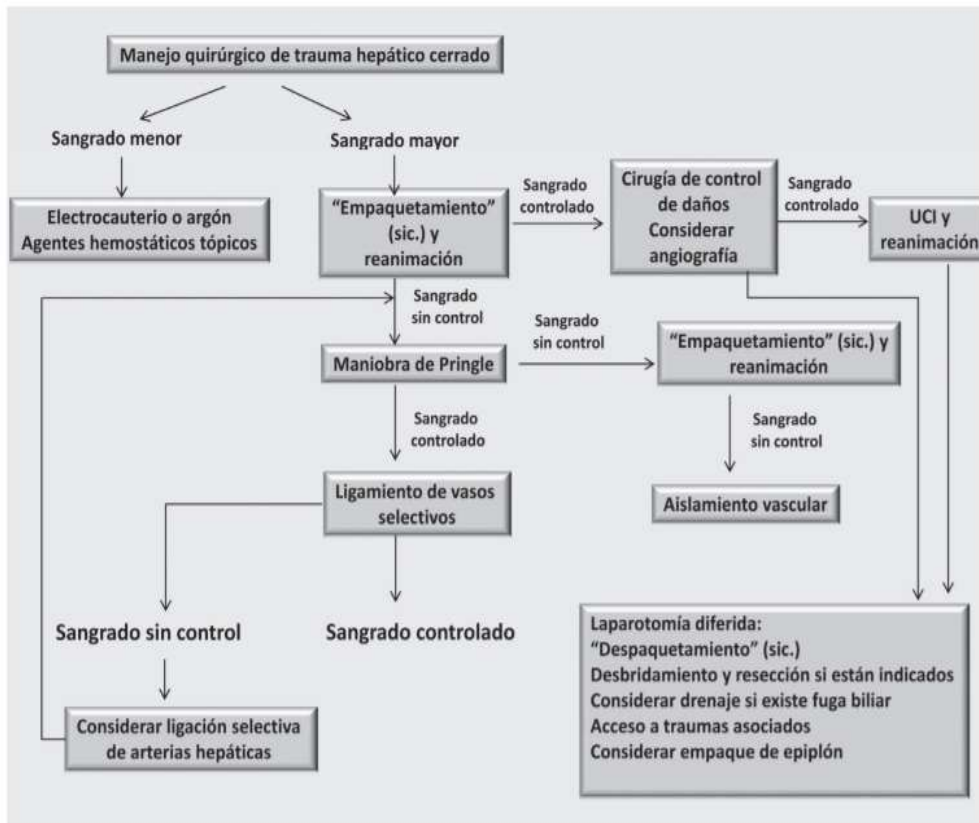 Manejo quirúrgico de trauma hepático cerrado
Sangrado menor
Sangrado mayor
Electrocauterio o argón
Agentes hemostáticos tópicos
“Empaquetamiento”
(sic.) y
reanimación
Sangrado
controlado
Cirugía de control
de daños
Considerar
angiografía
Sangrado
controlado
UCI y
reanimación
Sangrado
sin control
Maniobra de Pringle
Sangrado
sin control
“Empaquetamiento” (sic.) y
reanimación
Sangrado
controlado
Sangrado
sin control
Ligamiento de vasos
selectivos
Aislamiento vascular
Sangrado sin control
Sangrado controlado
Considerar ligación selectiva
de arterias hepáticas
Laparotomía diferida:
“Despaquetamiento” (sic.)
Desbridamiento y resección si están indicados
Considerar drenaje si existe fuga biliar
Acceso a traumas asociados
Considerar empaque de epiplón